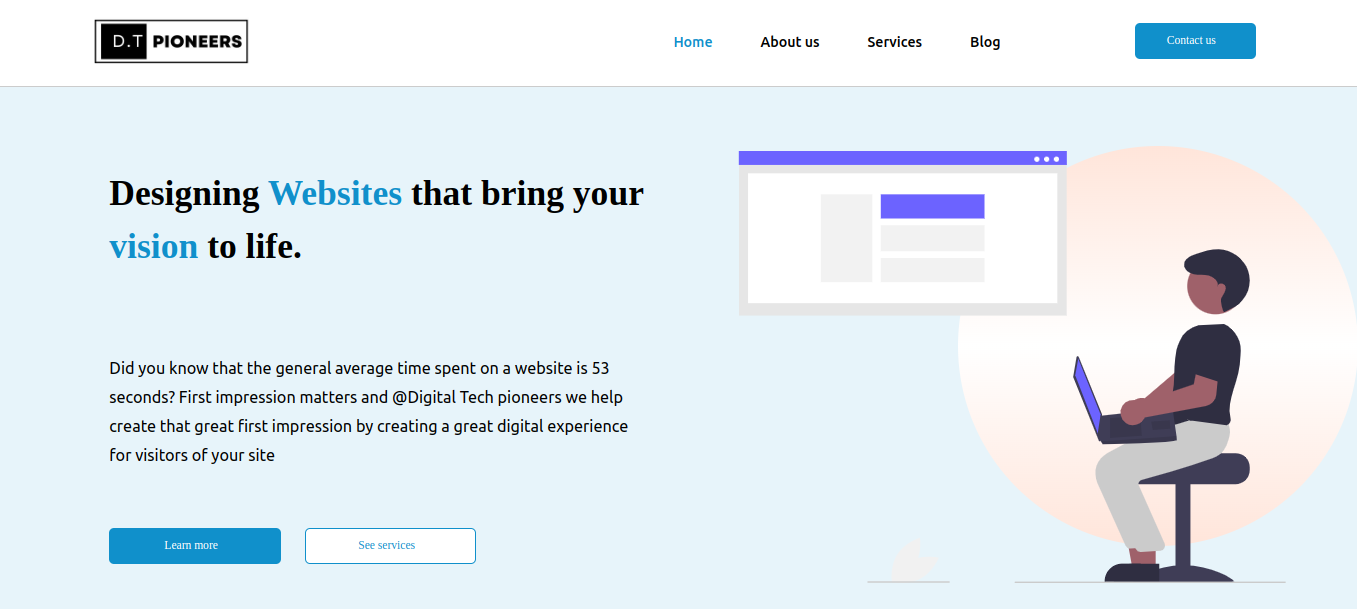 D.T PIONEERS
Home About us Services Blog
Contact us
Designing Websites that bring your
vision to life.
Did you know that the general average time spent on a website is 53
seconds? First impression matters and @Digital Tech pioneers we help
create that great first impression by creating a great digital experience
for visitors of your site
Learn more
See services